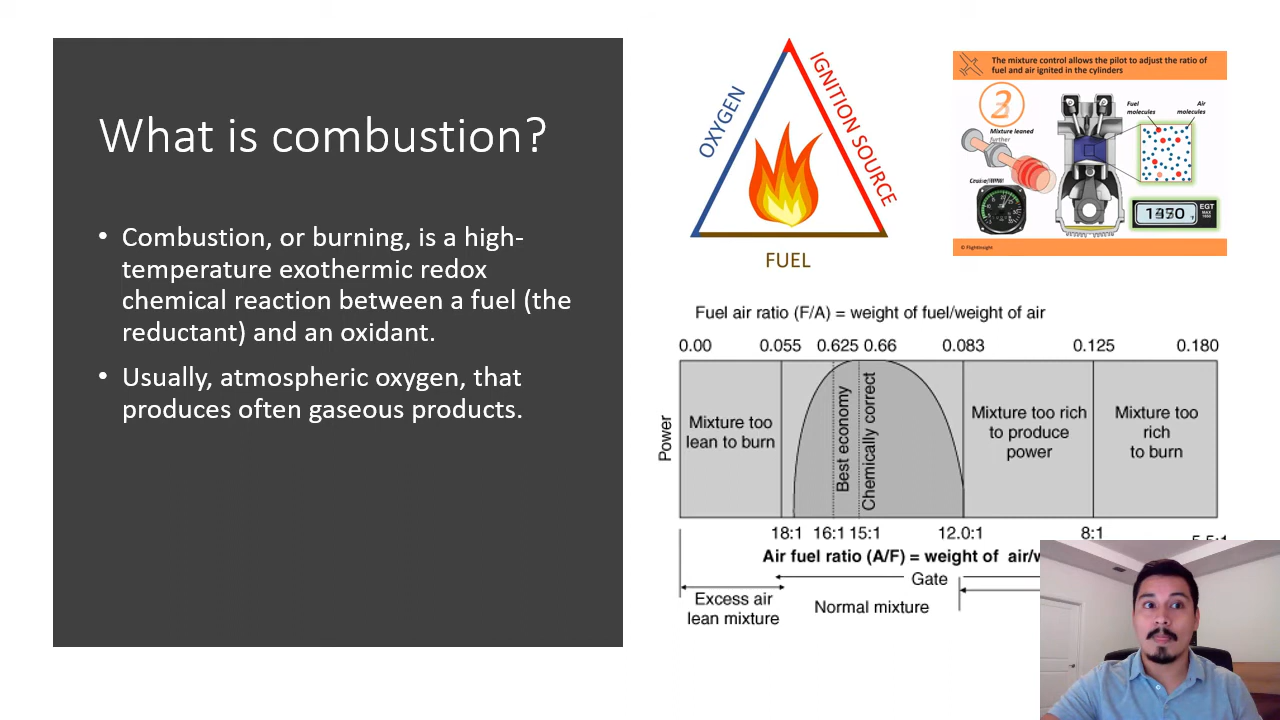 What is combustion?
• Combustion, or burning, is a high-
temperature exothermic redox
chemical reaction between a fuel (the
reductant) and an oxidant.
• Usually, atmospheric oxygen, that
produces often gaseous products.
OXYGEN
IGNITION SOURCE
FUEL
The mixture control allows the pilot to adjust the ratio of
fuel and air ignited in the cylinders
Mixture leaned
further
Fuel
molecules
Air
molecules
EGT
MAX
1650
© FlightInsight
Fuel air ratio (F/A) = weight of fuel/weight of air
0.00 0.055 0.625 0.66 0.083 0.125 0.180
Power
Mixture too
lean to burn
Best economy
Chemically correct
Mixture too rich
to produce
power
Mixture too
rich
to burn
18:1 16:1 15:1 12.0:1 8:1
Air fuel ratio (A/F) = weight of air/w
Gate
Excess air
lean mixture
Normal mixture